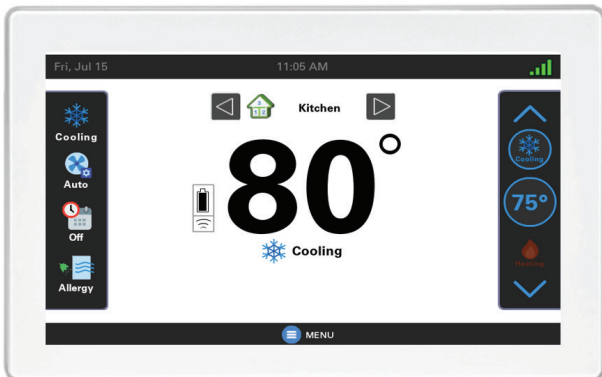 Fri, Jul 15
11:05 AM
Kitchen
80°
Cooling
Cooling
Auto
Off
Allergy
Cooling
75°
Heating
MENU